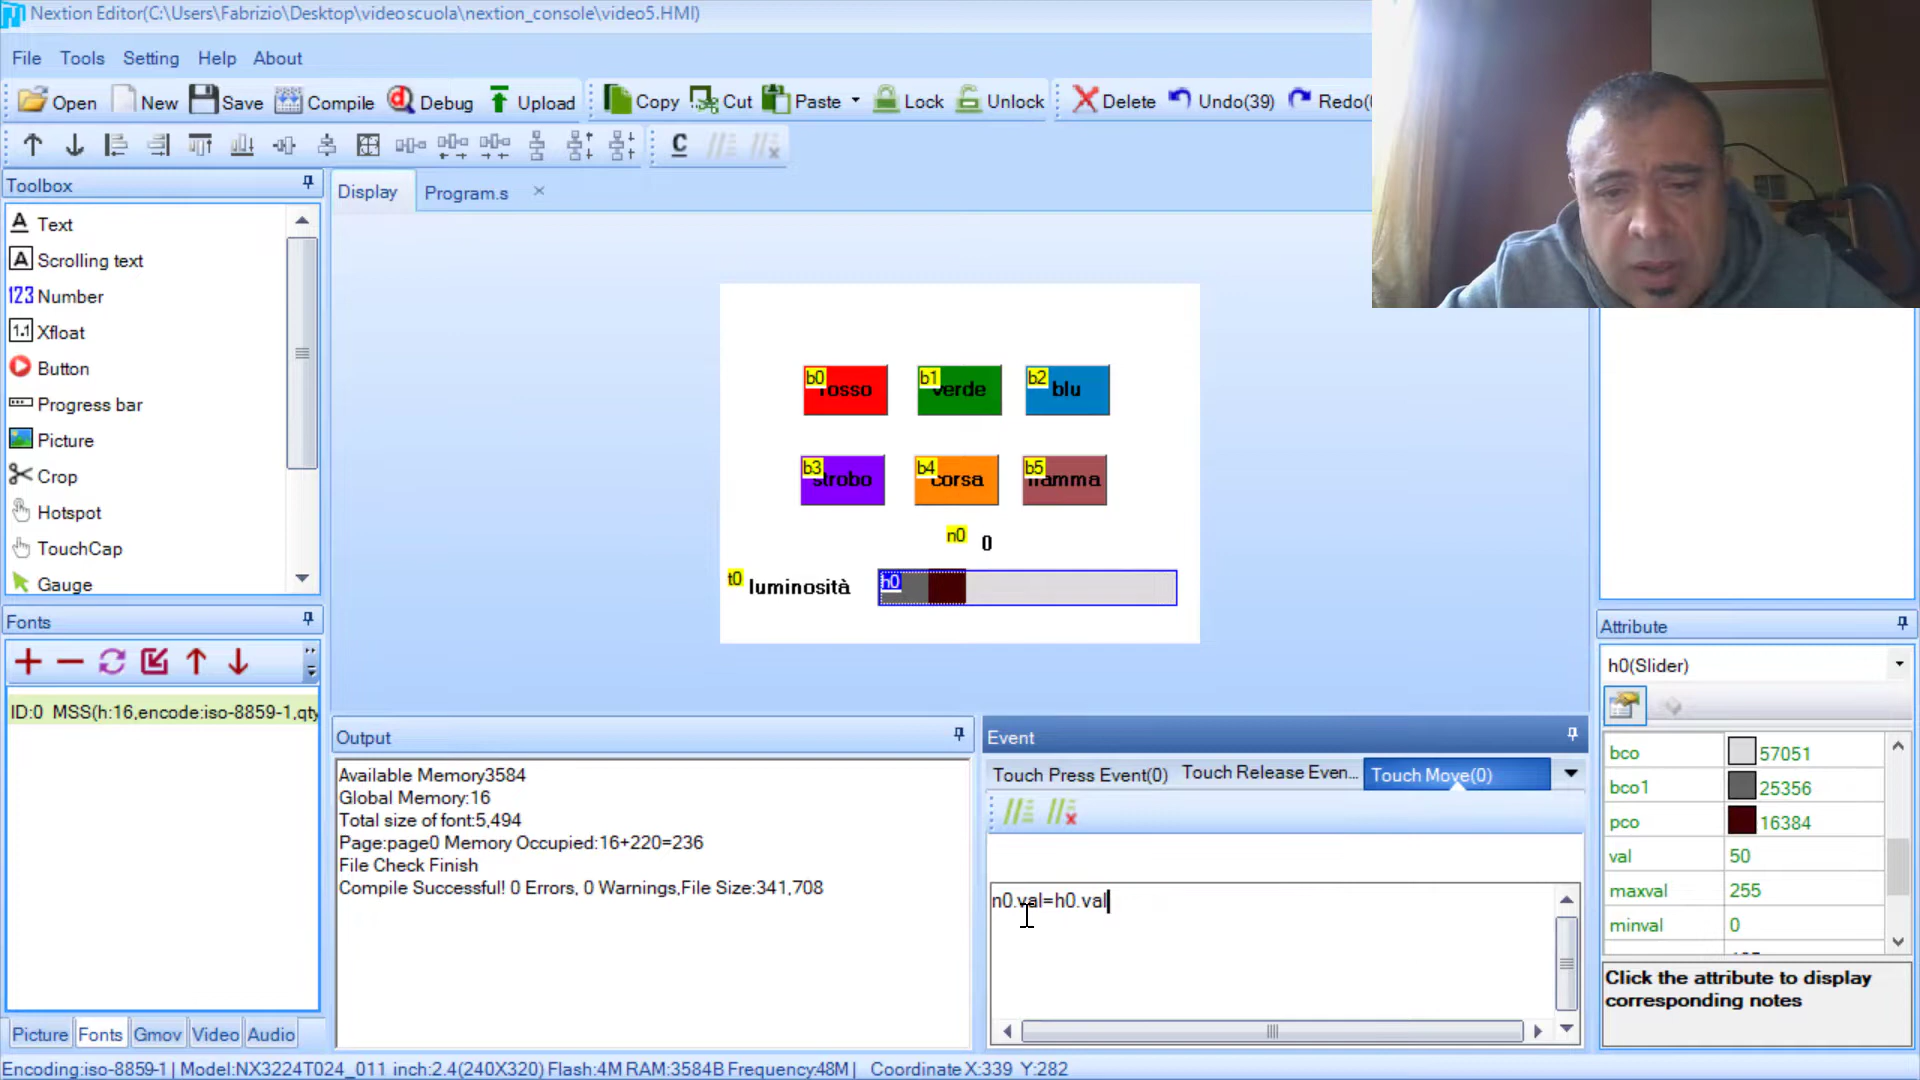 Nextion Editor(C:\Users\Fabrizio\Desktop\videoscuola\nextion_console\video5.HMI)
File Tools Setting Help About
Open New Save Compile Debug Upload Copy Cut Paste Lock Unlock Delete Undo(39) Redo(
Toolbox
Display Program.s
Text
Scrolling text
123 Number
Xfloat
Button
Progress bar
Picture
Crop
Hotspot
TouchCap
Gauge
b0 rosso b1 verde b2 blu
b3 strobo b4 corsa b5 fiamma
n0 0
t0 luminosità h0
Fonts
ID:0 MSS(h:16,encode:iso-8859-1,qty
Picture Fonts Gmov Video Audio
Output
Available Memory3584
Global Memory:16
Total size of font:5,494
Page:page0 Memory Occupied:16+220=236
File Check Finish
Compile Successful! 0 Errors, 0 Warnings,File Size:341,708
Event
Touch Press Event(0) Touch Release Even... Touch Move(0)
n0.val=h0.val
Attribute
h0(Slider)
bco 57051
bco1 25356
pco 16384
val 50
maxval 255
minval 0
Click the attribute to display
corresponding notes
Encoding:iso-8859-1 | Model:NX3224T024_011 inch:2.4(240X320) Flash:4M RAM:3584B Frequency:48M | Coordinate X:339 Y:282